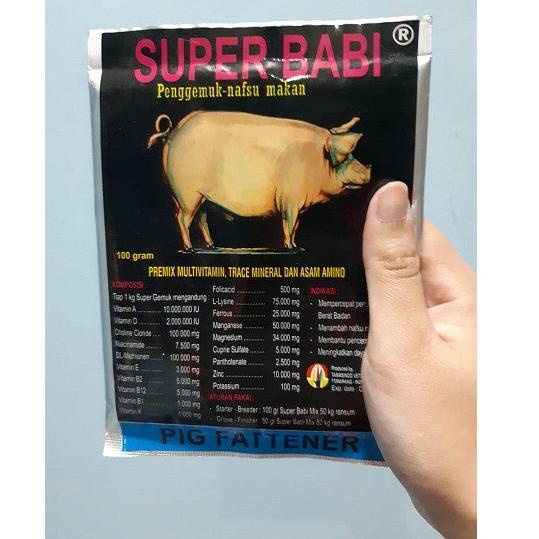 SUPER BABI ®
Penggemuk-nafsu makan
100 gram
PREMIX MULTIVITAMIN, TRACE MINERAL DAN ASAM AMINO
KOMPOSISI
Tiap 1 kg Super Gemuk mengandung :
Vitamin A 10.000.000 IU
Vitamin D 2.000.000 IU
Choline Cloride 100.000 mg
Niacinamide 7.500 mg
DL-Methionen 100.000 mg
Vitamin E 3.000 mg
Vitamin B2 5.000 mg
Vitamin B12 5.000 mg
Vitamin B1 1.000 mg
Vitamin K 1.000 mg
Folicacid 500 mg
L-Lysine 75.000 mg
Ferrous 25.000 mg
Manganese 50.000 mg
Magnesium 34.000 mg
Cuprie Sulfate 5.000 mg
Panthotenate 2.500 mg
Zinc 10.000 mg
Potassium 100 mg
INDIKASI
- Mempercepat
Berat Badan
- Menambah nafsu
- Membantu
- Meningkatkan
Produced by
Exp. date
ATURAN PAKAI
- Starter - Breeder : 100 gr Super Babi Mix 50 kg ransum
- Growe - Finisher : 50 gr Super Babi Mix 50 kg ransum
PIG FATTENER